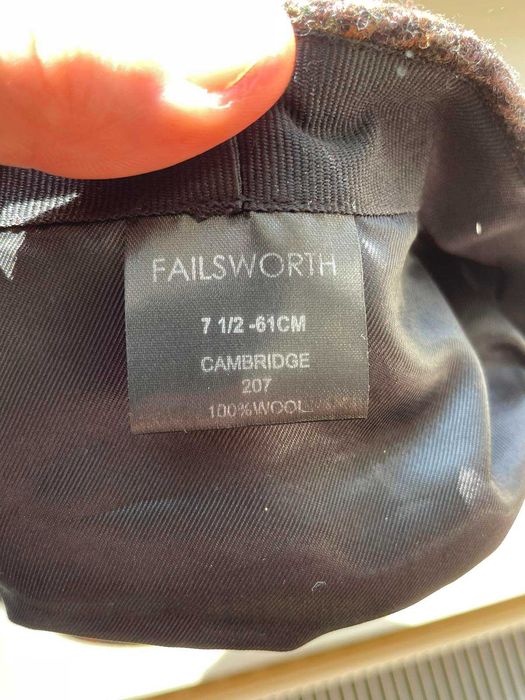 FAILSWORTH
7 1/2 -61CM
CAMBRIDGE
207
100%WOOL